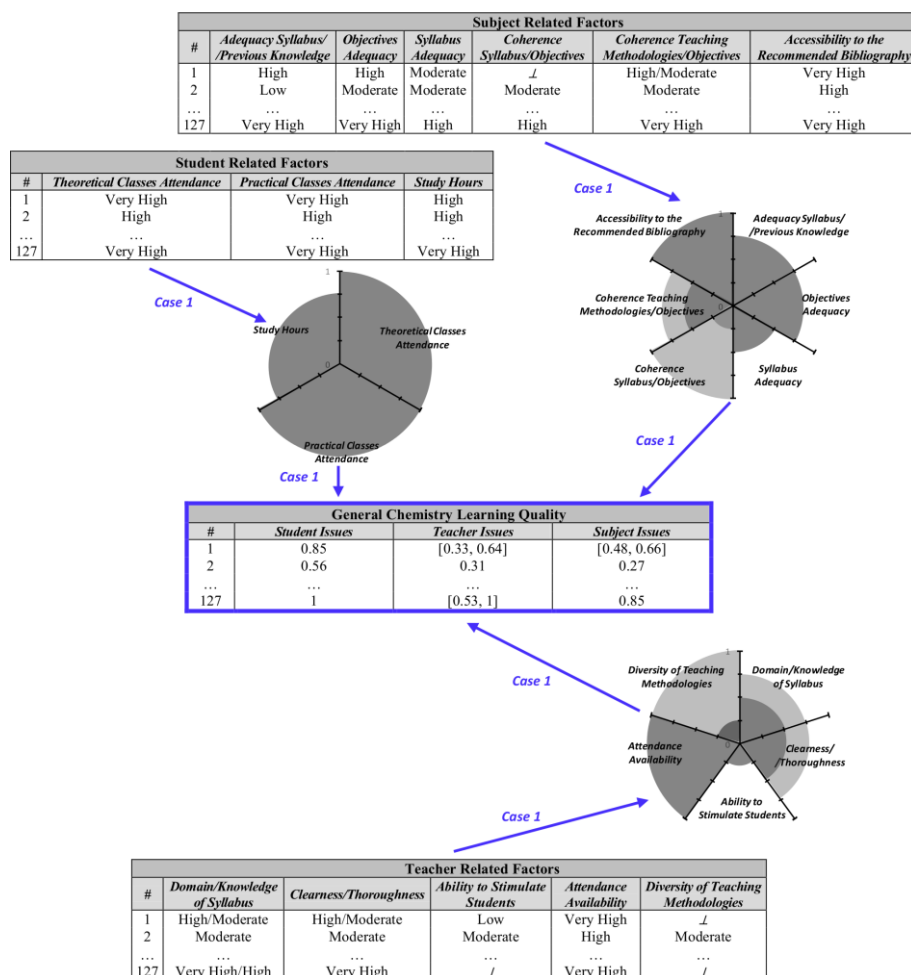 Subject Related Factors
# Adequacy Syllabus/ /Previous Knowledge Objectives Adequacy Syllabus Adequacy Coherence Syllabus/Objectives Coherence Teaching Methodologies/Objectives Accessibility to the Recommended Bibliography
1 High High Moderate ⊥ High/Moderate Very High
2 Low Moderate Moderate Moderate Moderate High
… … … … … … …
127 Very High Very High High High Very High Very High
Student Related Factors
# Theoretical Classes Attendance Practical Classes Attendance Study Hours
1 Very High Very High High
2 High High High
… … … …
127 Very High Very High Very High
Case 1
1
Accessibility to the
Recommended Bibliography
Adequacy Syllabus/
/Previous Knowledge
Coherence Teaching
Methodologies/Objectives
0
Objectives
Adequacy
Coherence
Syllabus/Objectives
Syllabus
Adequacy
Case 1
1
Study Hours
Theoretical Classes
Attendance
0
Practical Classes
Attendance
Case 1
Case 1
General Chemistry Learning Quality
# Student Issues Teacher Issues Subject Issues
1 0.85 [0.33, 0.64] [0.48, 0.66]
2 0.56 0.31 0.27
… … … …
127 1 [0.53, 1] 0.85
Case 1
1
Diversity of Teaching
Methodologies
Domain/Knowledge
of Syllabus
Attendance
Availability
0
Clearness/
/Thoroughness
Ability to
Stimulate Students
Case 1
Teacher Related Factors
# Domain/Knowledge of Syllabus Clearness/Thoroughness Ability to Stimulate Students Attendance Availability Diversity of Teaching Methodologies
1 High/Moderate High/Moderate Low Very High ⊥
2 Moderate Moderate Moderate High Moderate
… … … … … …
127 Very High/High Very High Very High